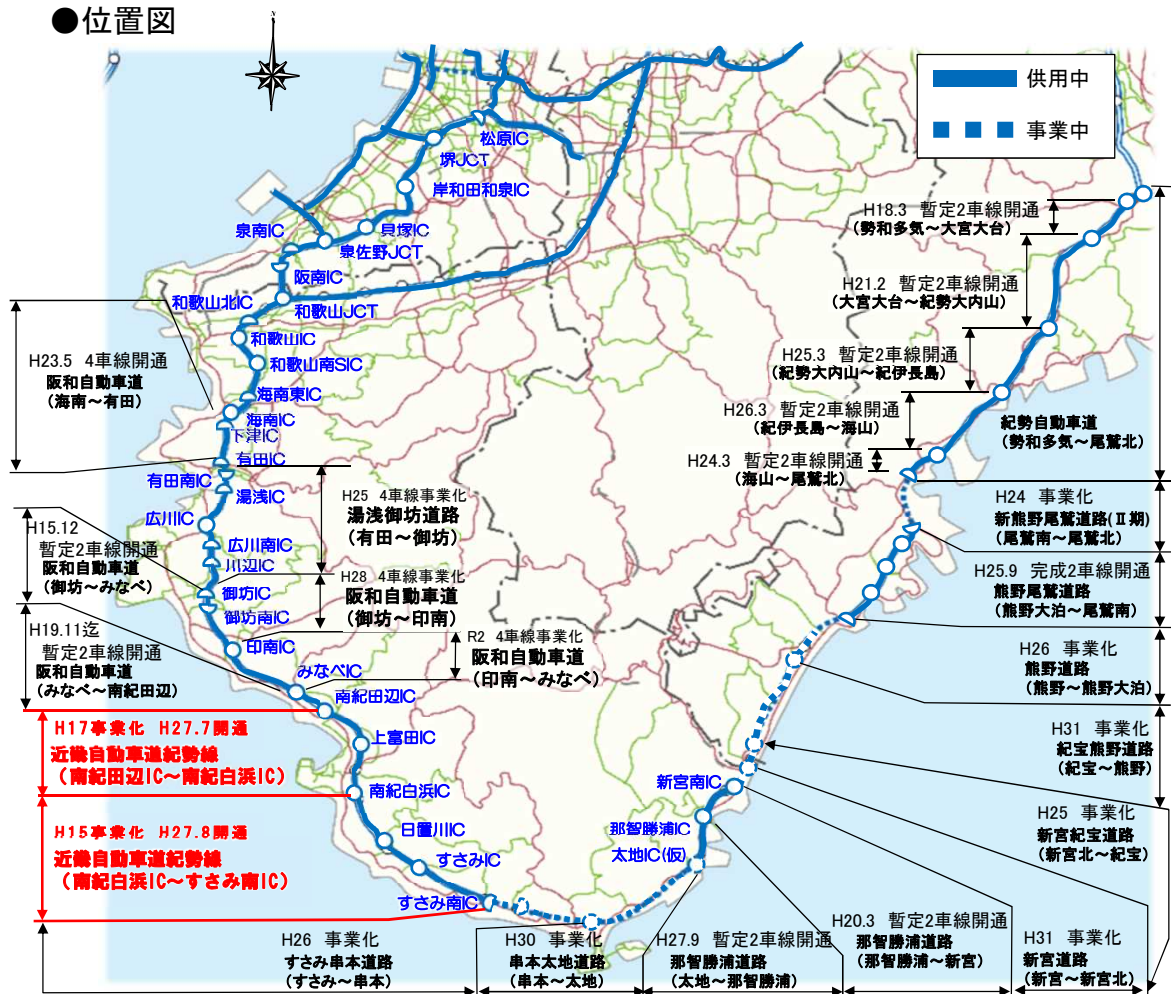 ●位置図
N
供用中
事業中
松原IC
堺JCT
岸和田和泉IC
貝塚IC
泉佐野JCT
泉南IC
阪南IC
和歌山北IC
和歌山JCT
和歌山IC
和歌山南SIC
海南東IC
海南IC
下津IC
有田IC
有田南IC
湯浅IC
広川IC
広川南IC
川辺IC
御坊IC
御坊南IC
印南IC
みなべIC
南紀田辺IC
上富田IC
南紀白浜IC
日置川IC
すさみIC
すさみ南IC
新宮南IC
那智勝浦IC
太地IC(仮)
H23.5 4車線開通
阪和自動車道
(海南~有田)
H15.12
暫定2車線開通
阪和自動車道
(御坊~みなべ)
H19.11迄
暫定2車線開通
阪和自動車道
(みなべ~南紀田辺)
H17事業化 H27.7開通
近畿自動車道紀勢線
(南紀田辺IC~南紀白浜IC)
H15事業化 H27.8開通
近畿自動車道紀勢線
(南紀白浜IC~すさみ南IC)
H25 4車線事業化
湯浅御坊道路
(有田~御坊)
H28 4車線事業化
阪和自動車道
(御坊~印南)
R2 4車線事業化
阪和自動車道
(印南~みなべ)
H18.3 暫定2車線開通
(勢和多気~大宮大台)
H21.2 暫定2車線開通
(大宮大台~紀勢大内山)
H25.3 暫定2車線開通
(紀勢大内山~紀伊長島)
H26.3 暫定2車線開通
(紀伊長島~海山)
H24.3 暫定2車線開通
(海山~尾鷲北)
紀勢自動車道
(勢和多気~尾鷲北)
H24 事業化
新熊野尾鷲道路(Ⅱ期)
(尾鷲南~尾鷲北)
H25.9 完成2車線開通
熊野尾鷲道路
(熊野大泊~尾鷲南)
H26 事業化
熊野道路
(熊野~熊野大泊)
H31 事業化
紀宝熊野道路
(紀宝~熊野)
H25 事業化
新宮紀宝道路
(新宮北~紀宝)
H26 事業化
すさみ串本道路
(すさみ~串本)
H30 事業化
串本太地道路
(串本~太地)
H27.9 暫定2車線開通
那智勝浦道路
(太地~那智勝浦)
H20.3 暫定2車線開通
那智勝浦道路
(那智勝浦~新宮)
H31 事業化
新宮道路
(新宮~新宮北)